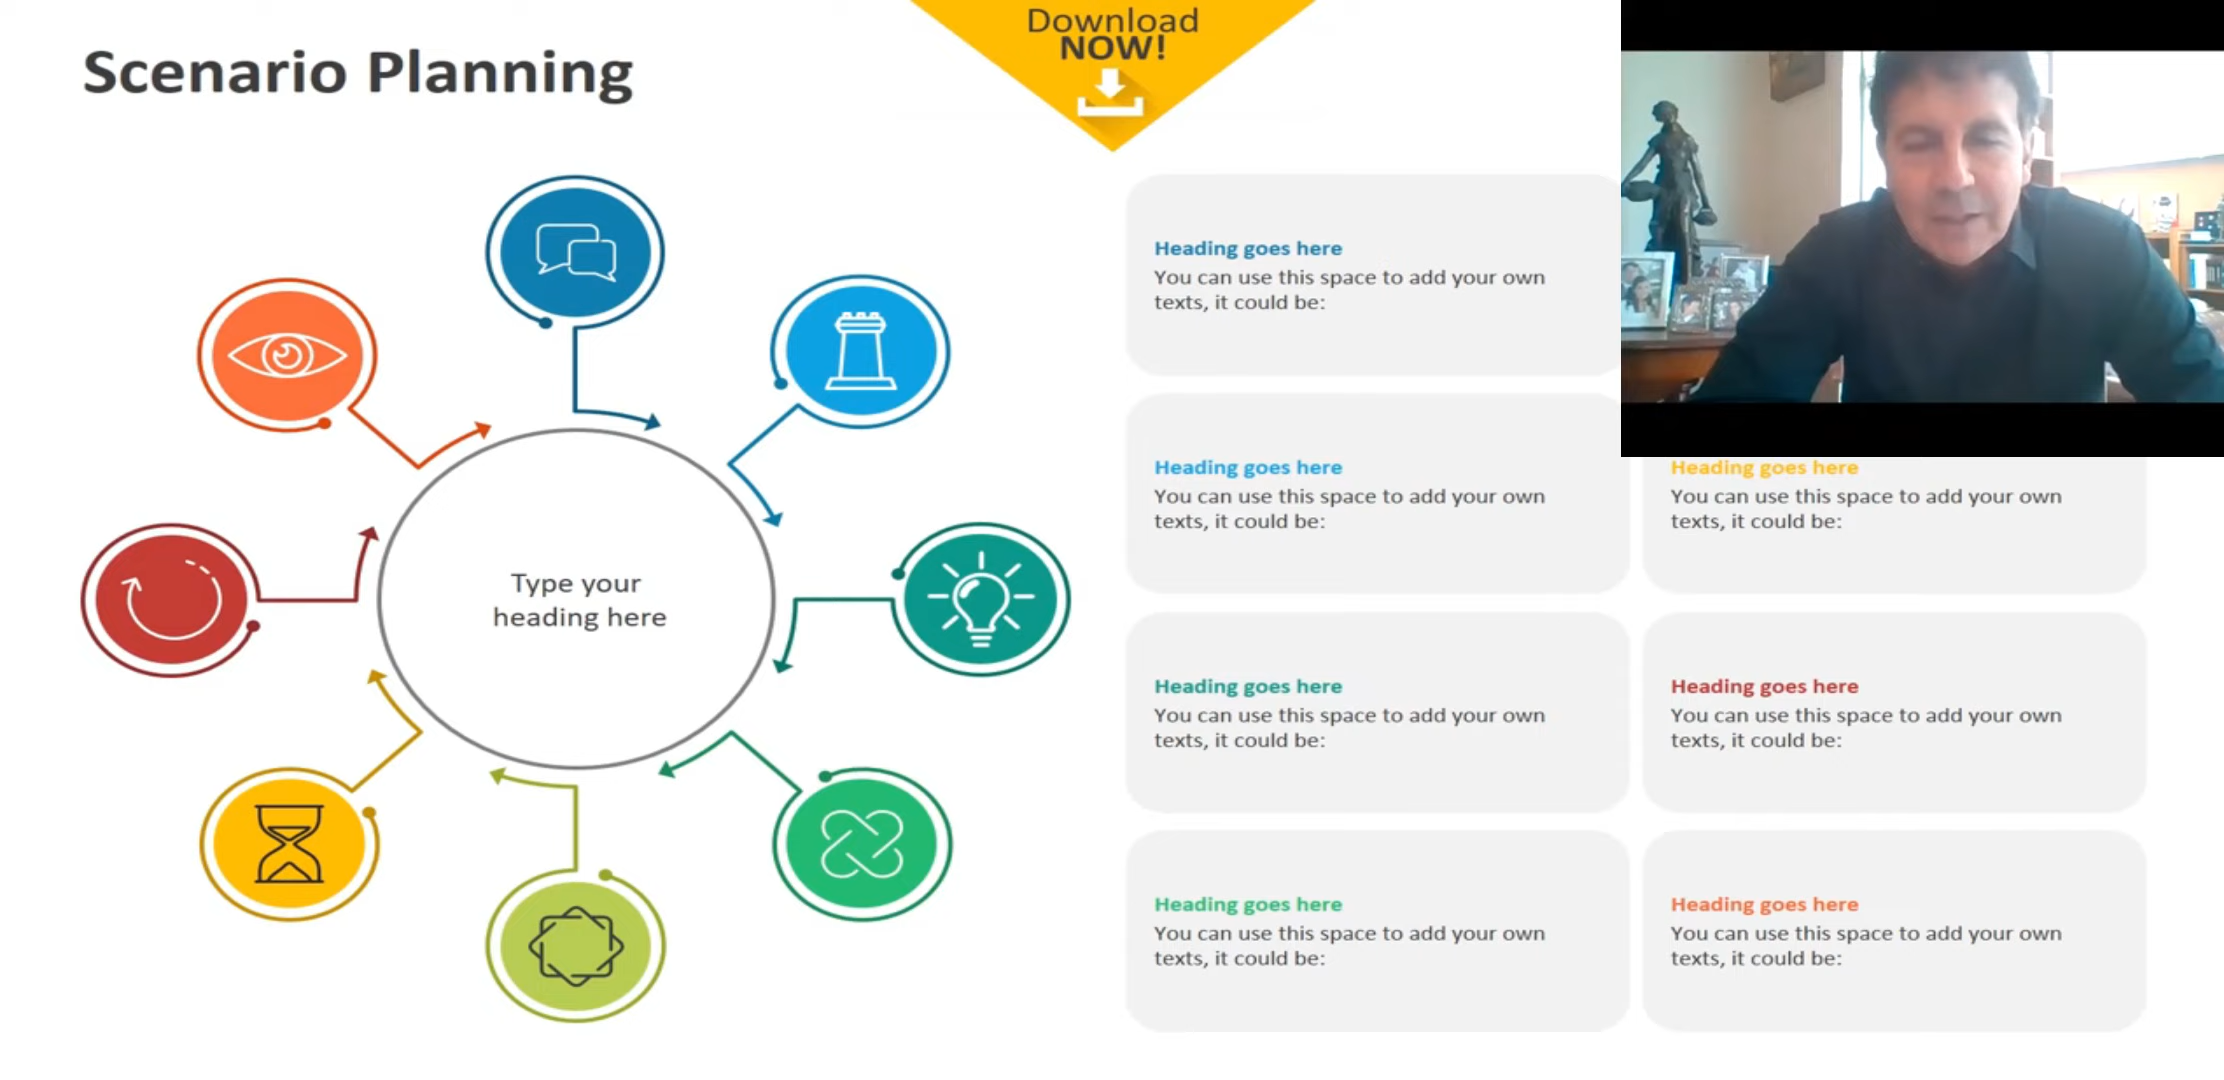 Scenario Planning
Download
NOW!
Type your
heading here
Heading goes here
You can use this space to add your own
texts, it could be:
Heading goes here
You can use this space to add your own
texts, it could be:
Heading goes here
You can use this space to add your own
texts, it could be:
Heading goes here
You can use this space to add your own
texts, it could be:
Heading goes here
You can use this space to add your own
texts, it could be:
Heading goes here
You can use this space to add your own
texts, it could be:
Heading goes here
You can use this space to add your own
texts, it could be: